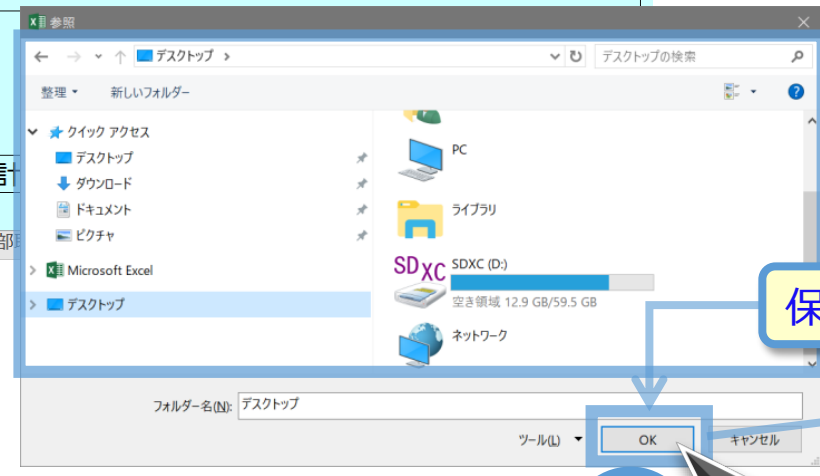 参照
デスクトップ
デスクトップの検索
整理
新しいフォルダー
クイック アクセス
デスクトップ
ダウンロード
ドキュメント
ピクチャ
Microsoft Excel
デスクトップ
PC
ライブラリ
SDXC
SDXC (D:)
空き領域 12.9 GB/59.5 GB
ネットワーク
計
部
保
フォルダー名(N):
デスクトップ
ツール(L)
OK
キャンセル